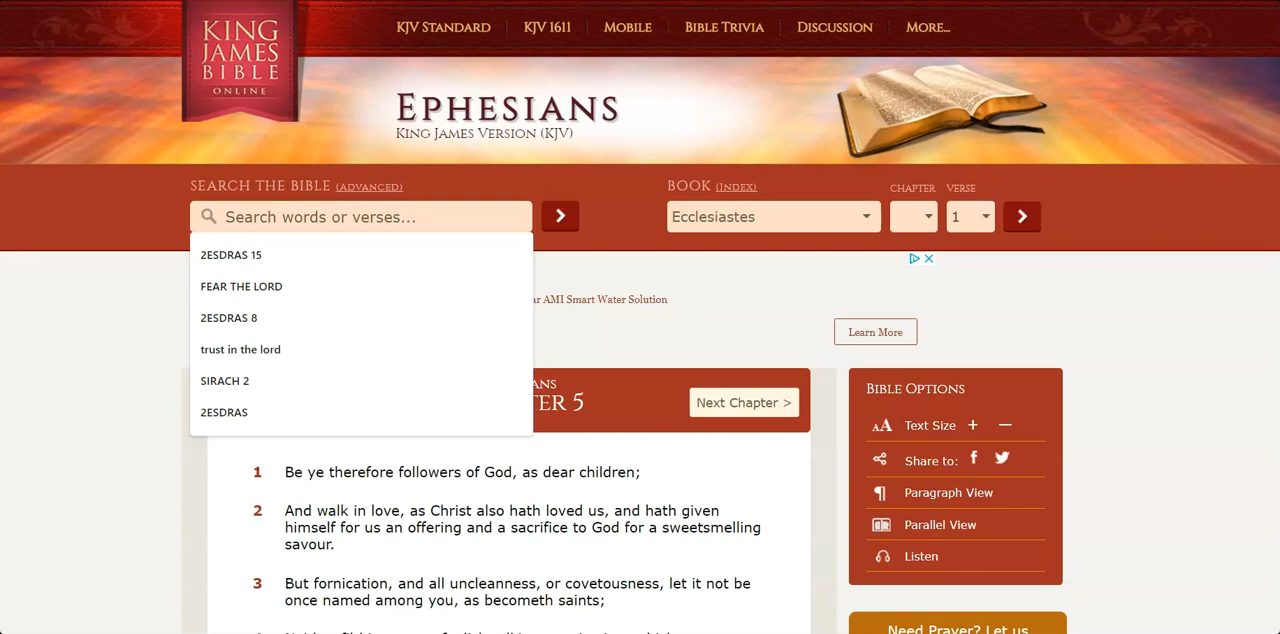 KING
JAMES
BIBLE
ONLINE
KJV STANDARD
KJV 1611
MOBILE
BIBLE TRIVIA
DISCUSSION
MORE...
EPHESIANS
KING JAMES VERSION (KJV)
SEARCH THE BIBLE (ADVANCED)
Search words or verses...
BOOK (INDEX)
Ecclesiastes
CHAPTER
VERSE
1
2ESDRAS 15
FEAR THE LORD
2ESDRAS 8
trust in the lord
SIRACH 2
2ESDRAS
AMI Smart Water Solution
Learn More
ANS
TER 5
Next Chapter >
1 Be ye therefore followers of God, as dear children;
2 And walk in love, as Christ also hath loved us, and hath given
himself for us an offering and a sacrifice to God for a sweetsmelling
savour.
3 But fornication, and all uncleanness, or covetousness, let it not be
once named among you, as becometh saints;
BIBLE OPTIONS
Text Size + —
Share to:
Paragraph View
Parallel View
Listen
Need Prayer? Let us